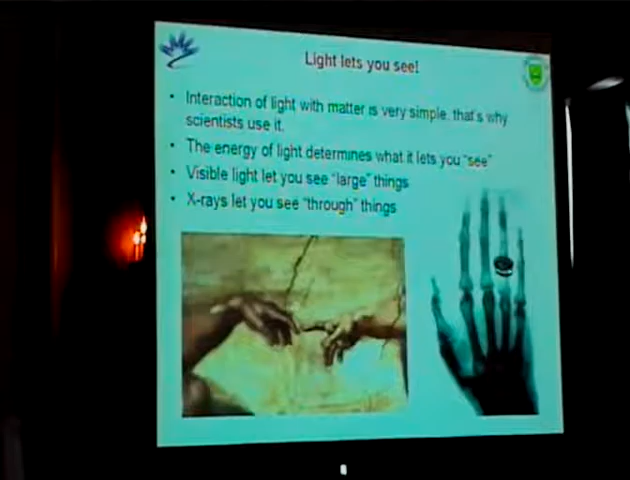 Light lets you see!
• Interaction of light with matter is very simple, that's why
scientists use it.
• The energy of light determines what it lets you "see"
• Visible light let you see "large" things
• X-rays let you see "through" things